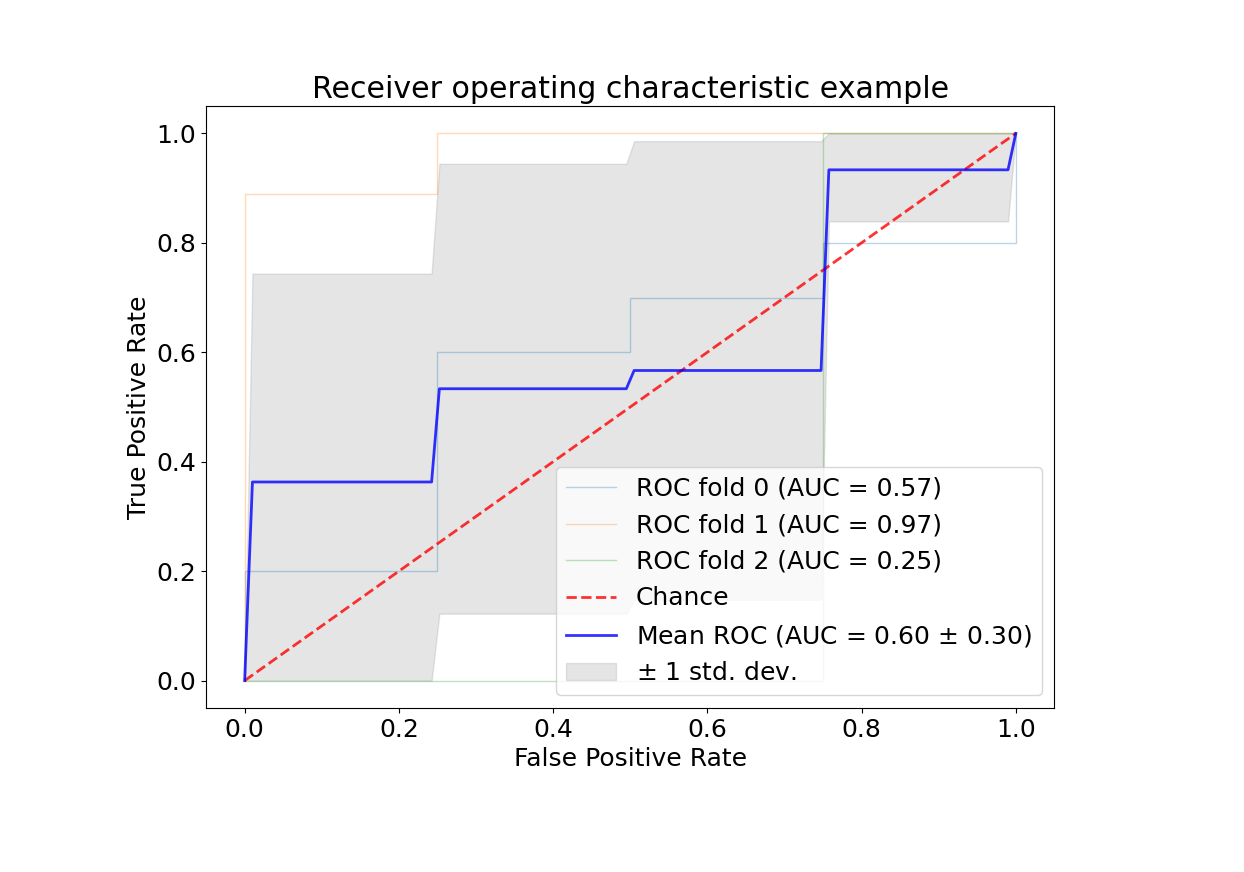 Receiver operating characteristic example
True Positive Rate
1.0
0.8
0.6
0.4
0.2
0.0
ROC fold 0 (AUC = 0.57)
ROC fold 1 (AUC = 0.97)
ROC fold 2 (AUC = 0.25)
Chance
Mean ROC (AUC = 0.60 ± 0.30)
± 1 std. dev.
0.0 0.2 0.4 0.6 0.8 1.0
False Positive Rate